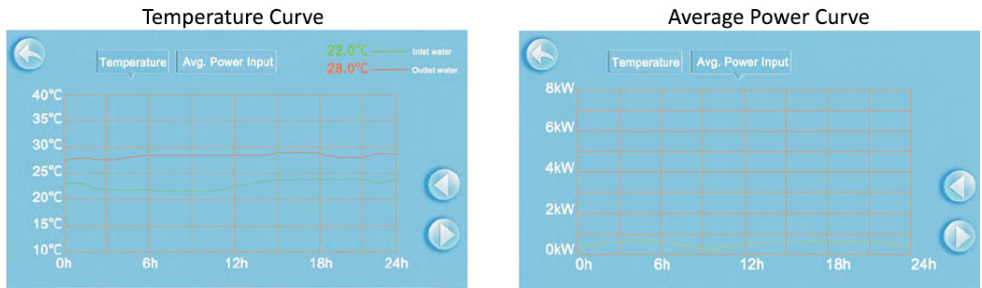 Temperature Curve
Temperature
Avg. Power Input
22.0°C
Inlet water
28.0°C
Outlet water
40°C
35°C
30°C
25°C
20°C
15°C
10°C
0h
6h
12h
18h
24h
Average Power Curve
Temperature
Avg. Power Input
8kW
6kW
4kW
2kW
0kW
0h
6h
12h
18h
24h